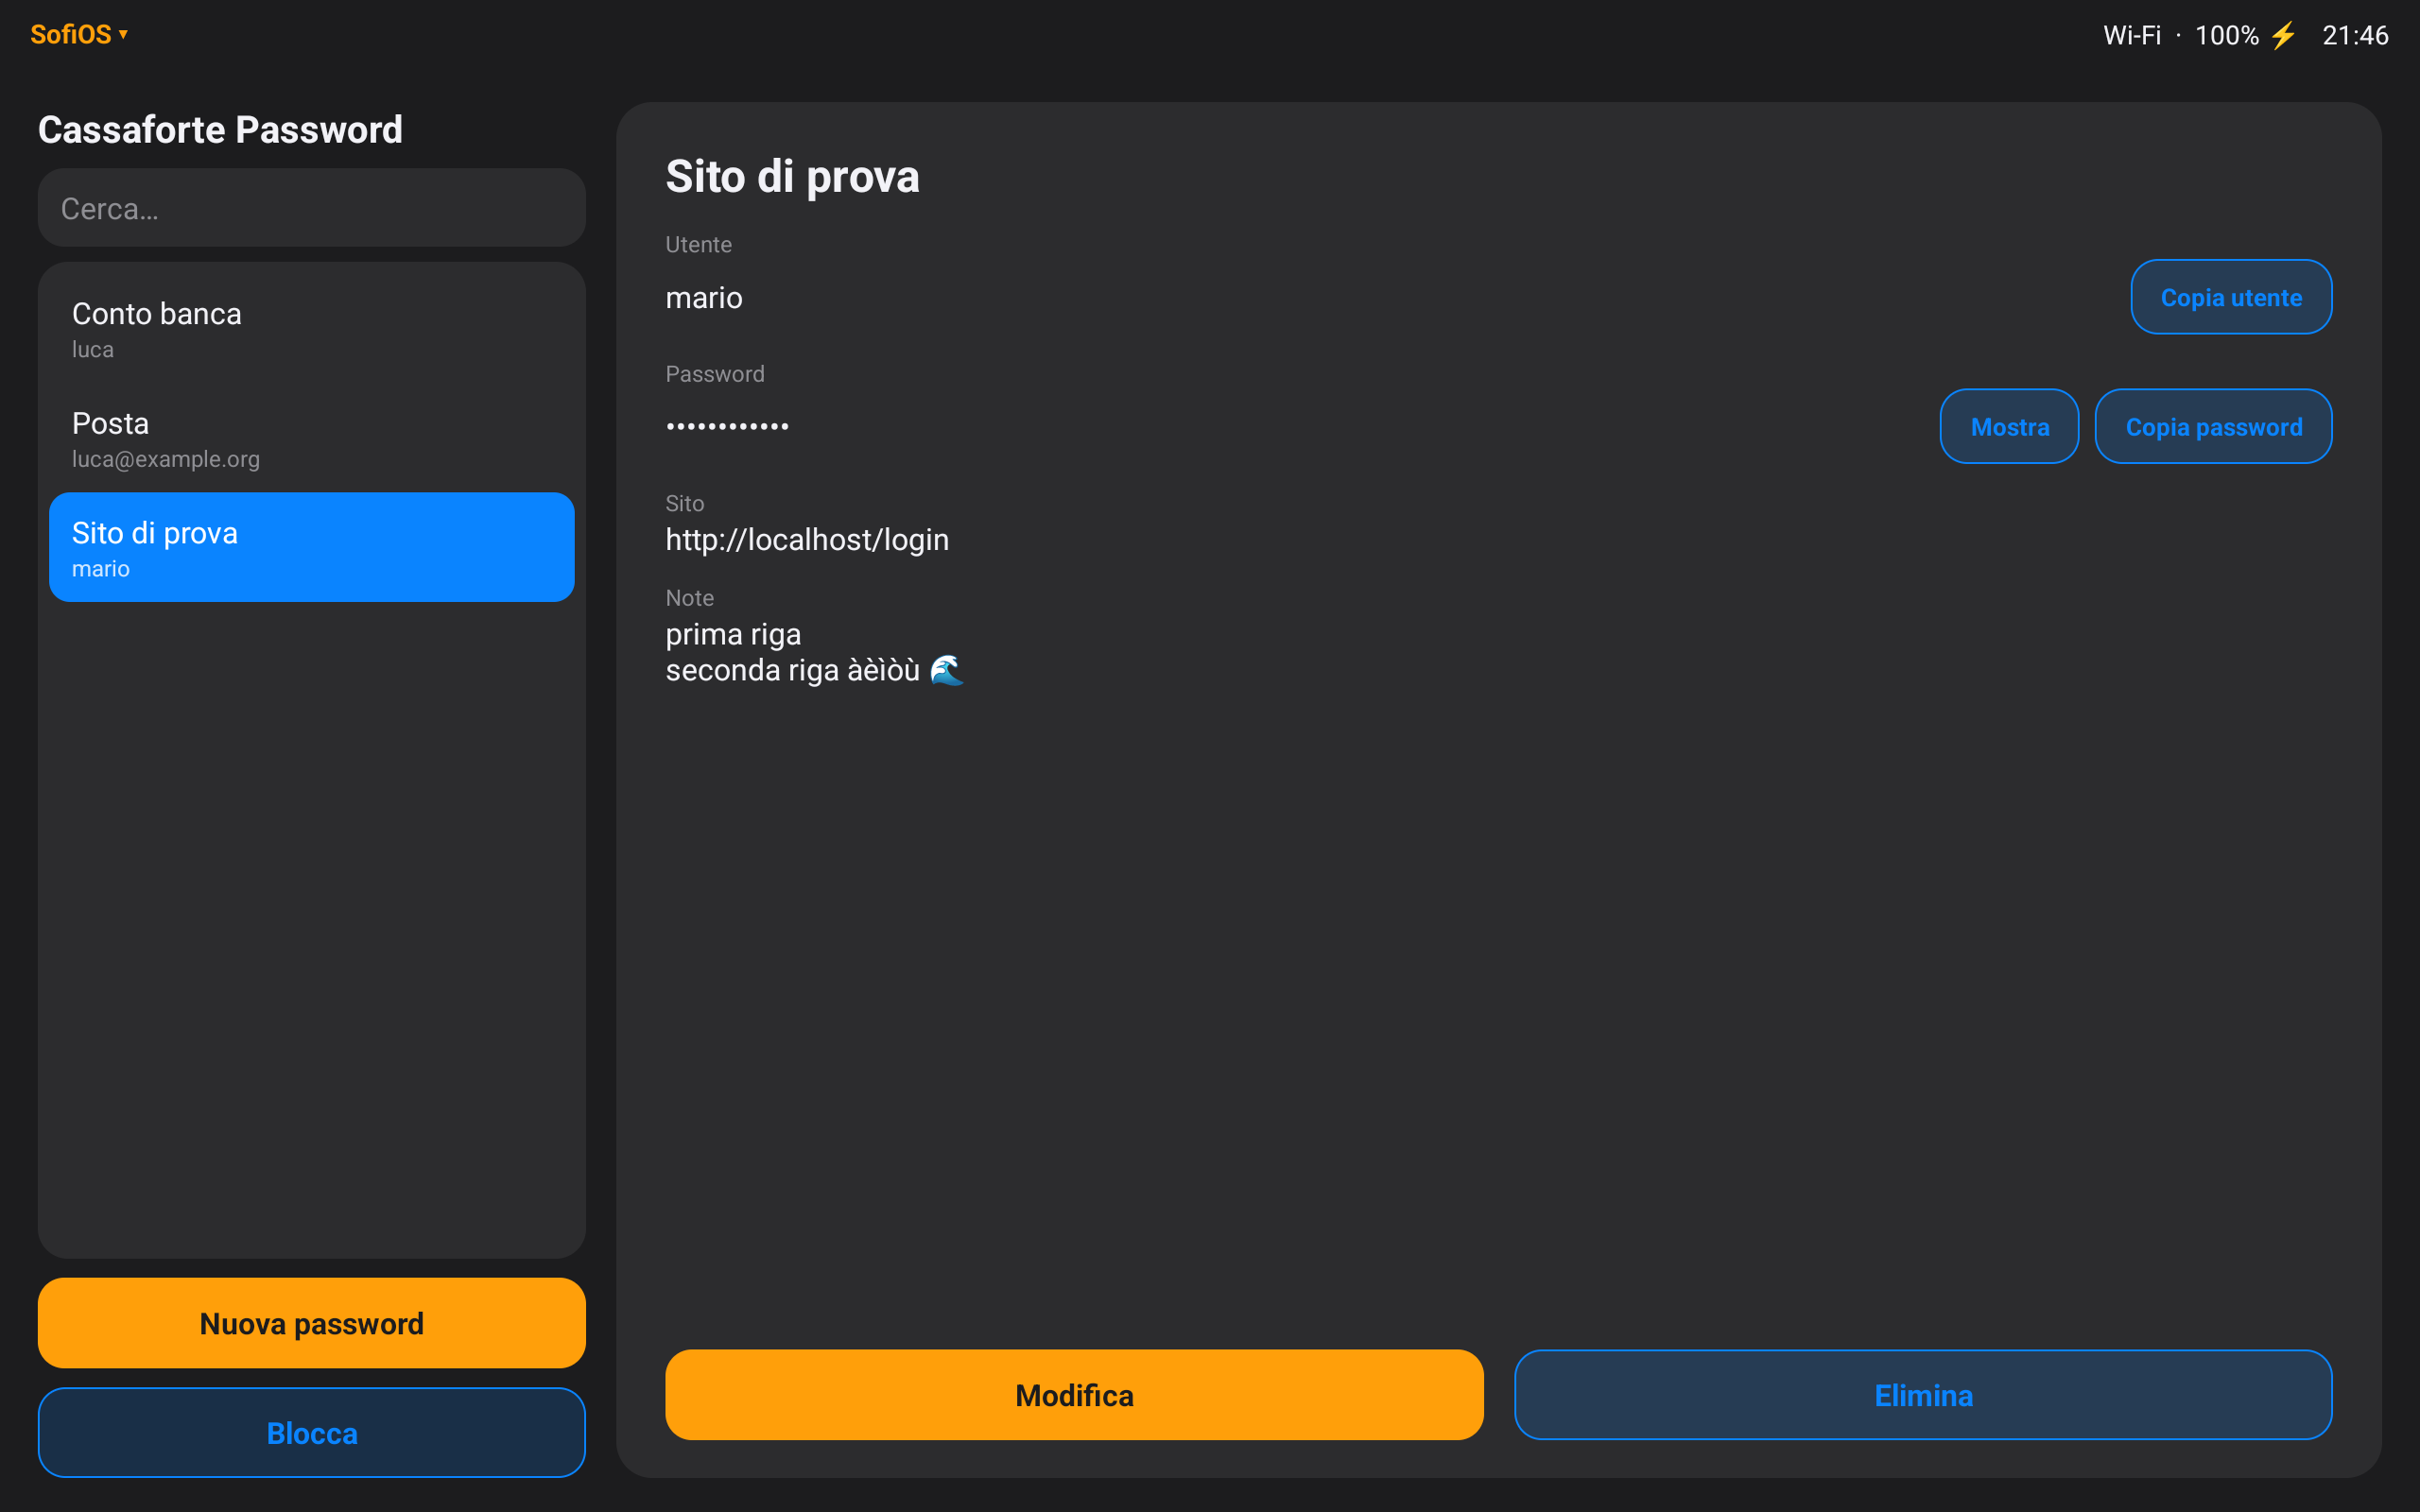 SofiOS ▾
Wi-Fi · 100% ⚡ 21:46
Cassaforte Password
Cerca...
Conto banca
luca
Posta
luca@example.org
Sito di prova
mario
Nuova password
Blocca
Sito di prova
Utente
mario
Copia utente
Password
••••••••••••
Mostra
Copia password
Sito
http://localhost/login
Note
prima riga
seconda riga àèìòù 🌊
Modifica
Elimina